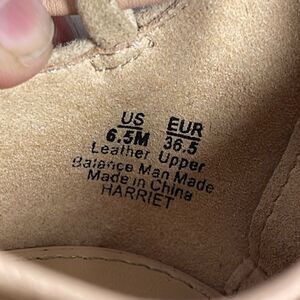 US EUR
6.5M 36.5
Leather Upper
Balance Man Made
Made in China
HARRIET